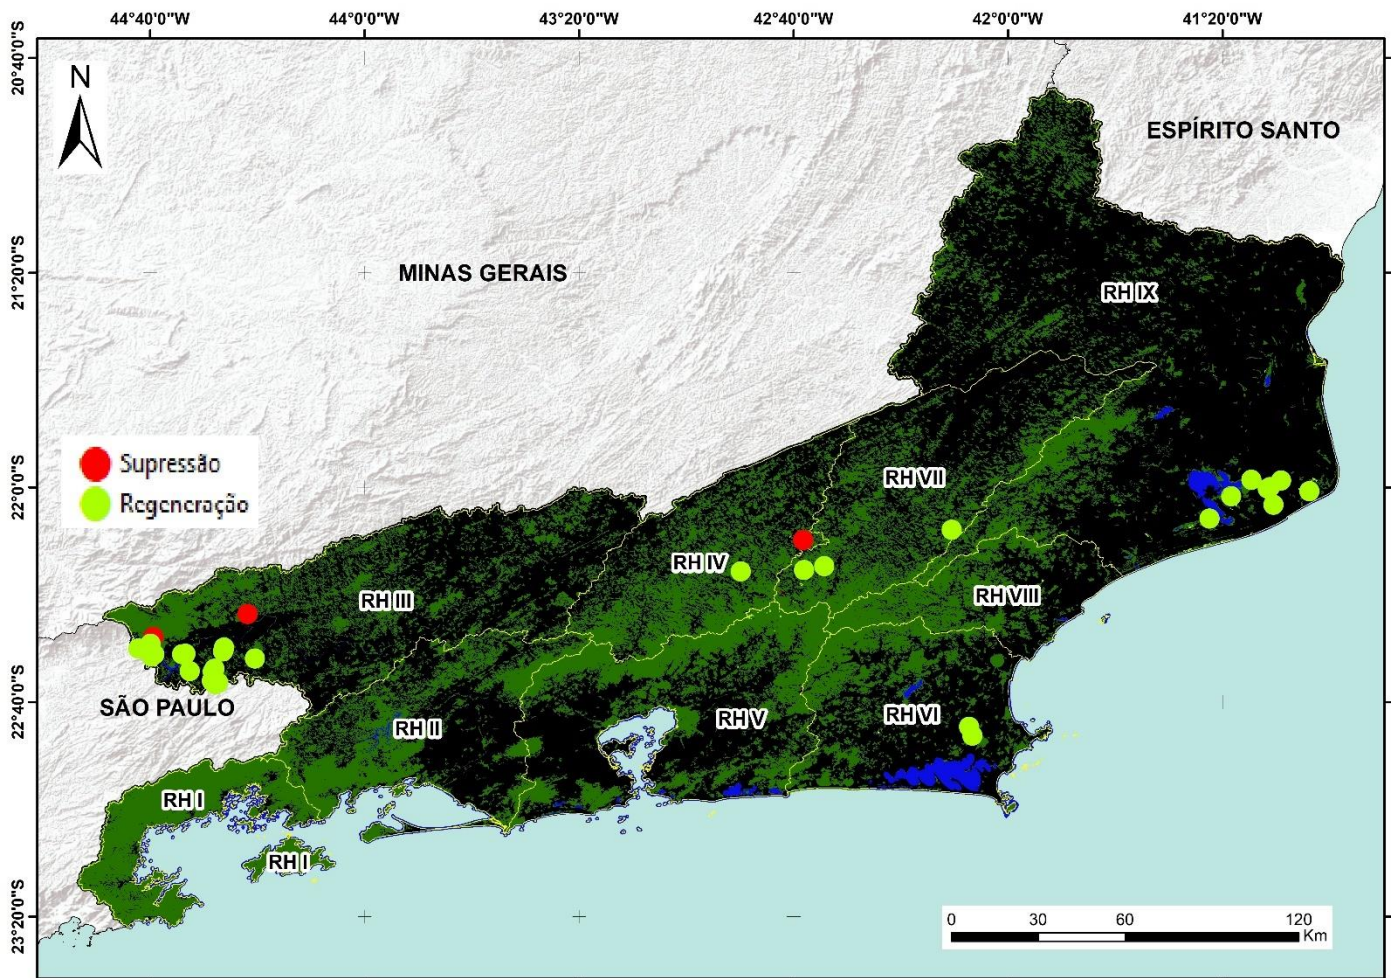 44°40'0"W 44°0'0"W 43°20'0"W 42°40'0"W 42°0'0"W 41°20'0"W
20°40'0"S
N
ESPÍRITO SANTO
21°20'0"S
MINAS GERAIS
RH IX
Supressão
Regeneração
22°0'0"S
RH VII
RH IV
RH III
RH VIII
22°40'0"S
SÃO PAULO
RH II
RH V
RH VI
RH I
RH I
23°20'0"S
0 30 60 120
Km